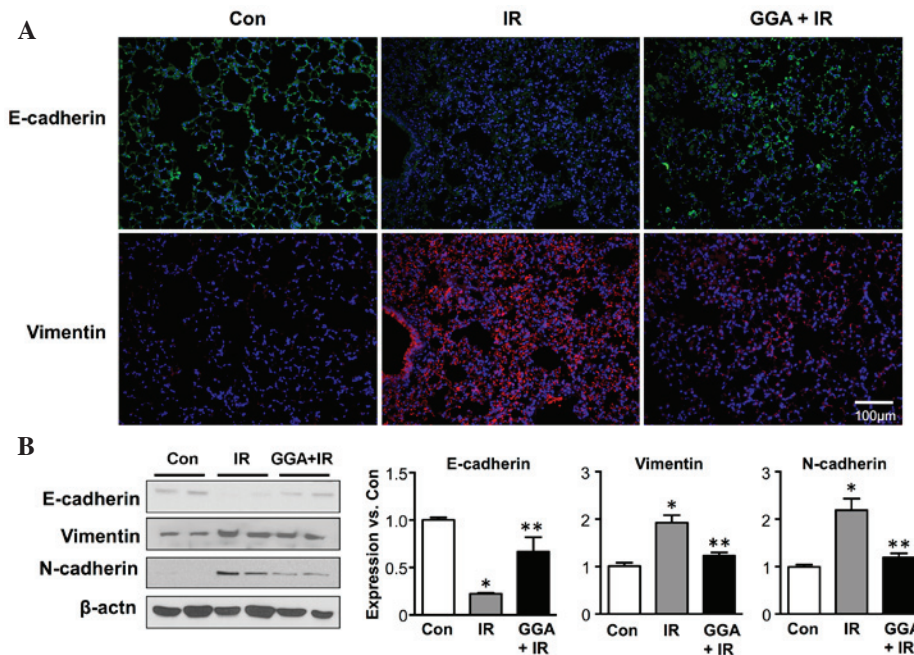 A
Con IR GGA + IR
E-cadherin
Vimentin
100μm
B
Con IR GGA+IR
E-cadherin
Vimentin
N-cadherin
β-actn
E-cadherin
Expression vs. Con
1.5
1.0
0.5
0
*
**
Con IR GGA
+ IR
Vimentin
3
2
1
0
*
**
Con IR GGA
+ IR
N-cadherin
3
2
1
0
*
**
Con IR GGA
+ IR